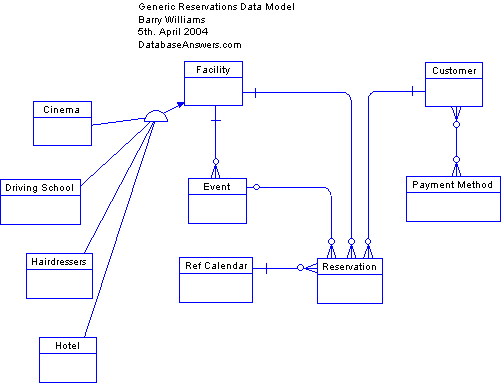 Generic Reservations Data Model
Barry Williams
5th. April 2004
DatabaseAnswers.com
Facility
Customer
Cinema
Driving School
Event
Payment Method
Hairdressers
Ref Calendar
Reservation
Hotel